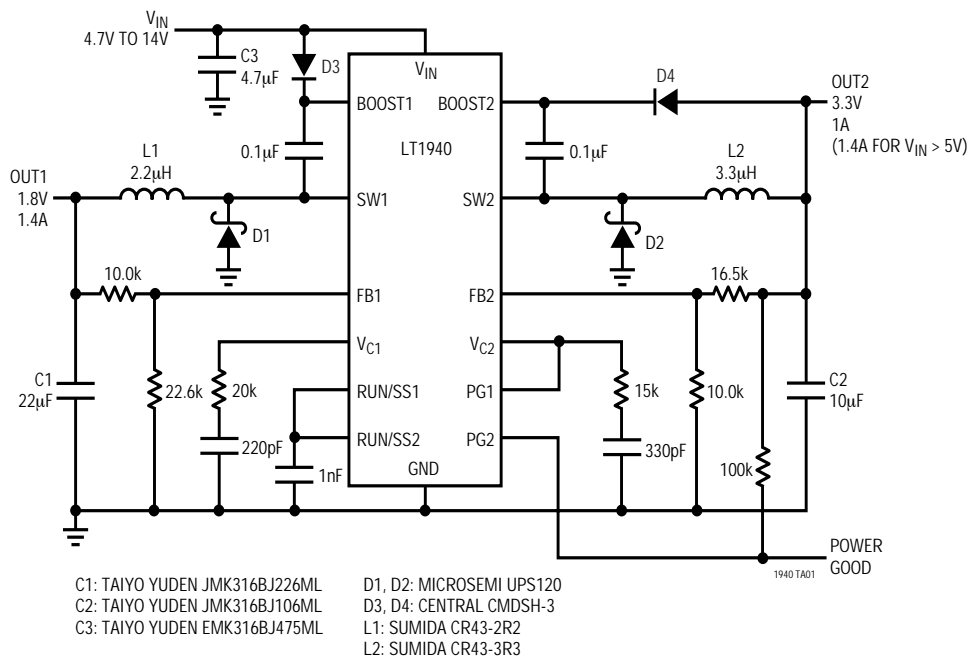 VIN
4.7V TO 14V
C3
4.7µF
D3
VIN
D4
OUT2
3.3V
1A
(1.4A FOR VIN > 5V)
BOOST1
BOOST2
LT1940
0.1µF
0.1µF
L1
2.2µH
L2
3.3µH
OUT1
1.8V
1.4A
SW1
SW2
D1
D2
10.0k
16.5k
FB1
FB2
VC1
VC2
C1
22µF
22.6k
20k
RUN/SS1
PG1
15k
10.0k
C2
10µF
220pF
1nF
RUN/SS2
PG2
330pF
100k
GND
POWER
GOOD
1940 TA01
C1: TAIYO YUDEN JMK316BJ226ML
C2: TAIYO YUDEN JMK316BJ106ML
C3: TAIYO YUDEN EMK316BJ475ML
D1, D2: MICROSEMI UPS120
D3, D4: CENTRAL CMDSH-3
L1: SUMIDA CR43-2R2
L2: SUMIDA CR43-3R3